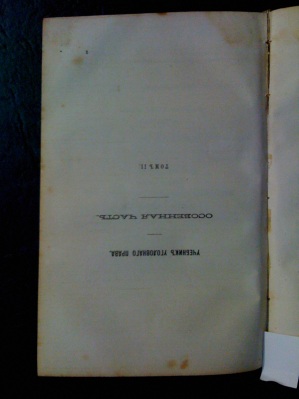 УЧЕБНИКЪ УГОЛОВНАГО ПРАВА.
ОСОБЕННАЯ ЧАСТЬ.
ТОМЪ II.